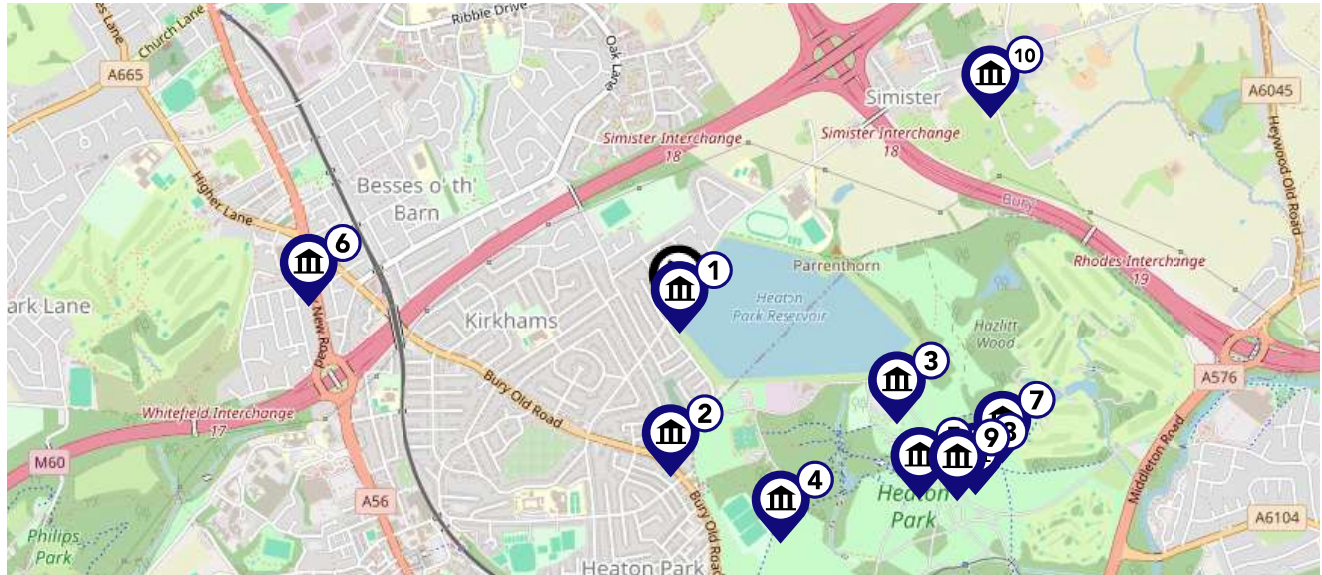 Ribble Drive
Church Lane
es Lane
A665
Oak Lane
10
Simister
A6045
Heywood Old Road
Simister Interchange
18
Simister Interchange
18
Besses o' th'
Barn
Higher Lane
Bury
6
1
Parrenthorn
Rhodes Interchange
19
ark Lane
New Road
Kirkhams
Heaton
Park Reservoir
Hazlitt
Wood
3
A576
Bury Old Road
Whitefield Interchange
17
2
7
9
8
M60
4
A56
Bury Old Road
Heaton
Park
Middleton Road
A6104
Philips
Park
Heaton Park